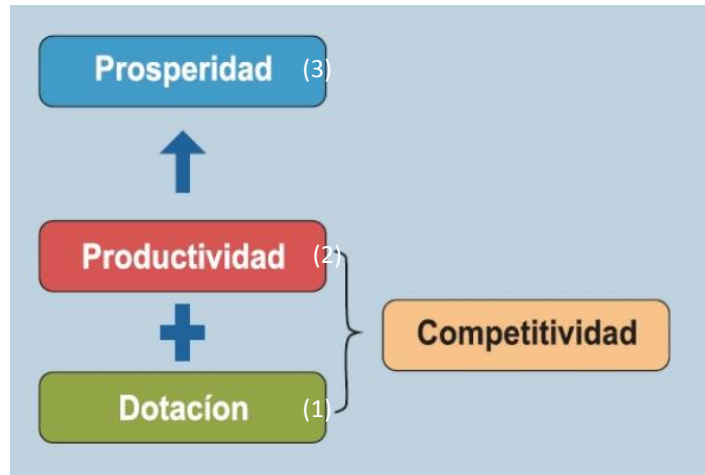 Prosperidad (3)
Productividad (2)
Competitividad
Dotacíon (1)